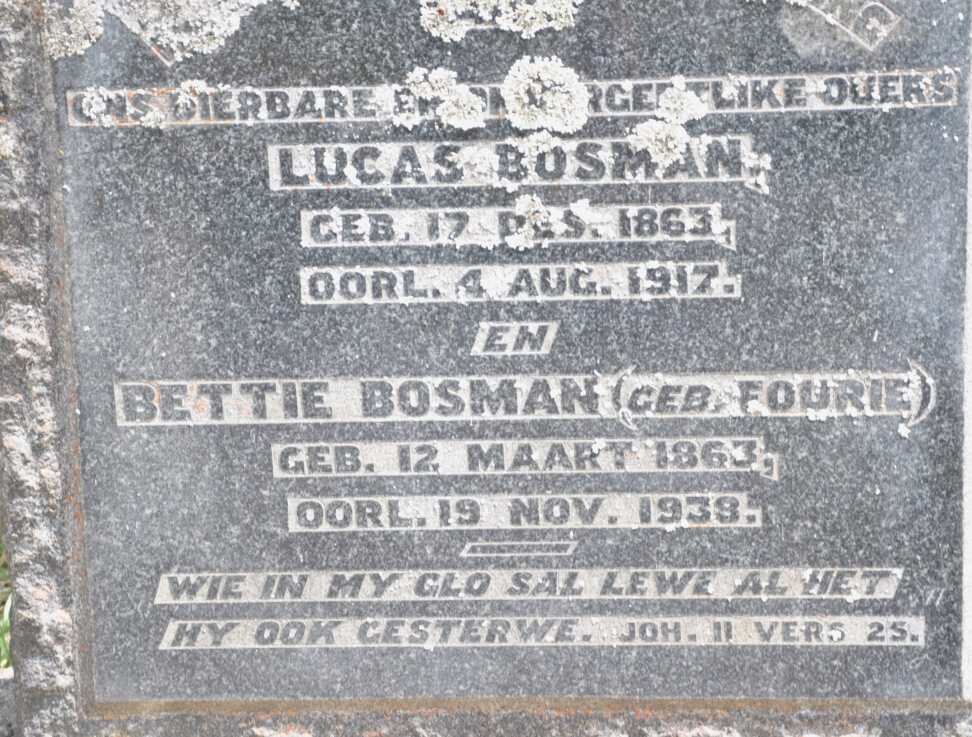 ONS DIERBARE EN ONVERGEETLIKE OUERS
LUCAS BOSMAN,
GEB. 17 DES. 1863,
OORL. 4 AUG. 1917.
EN
BETTIE BOSMAN (GEB. FOURIE)
GEB. 12 MAART 1863,
OORL. 19 NOV. 1938.
WIE IN MY GLO SAL LEWE AL HET
HY OOK GESTERWE. JOH. 11 VERS 25.